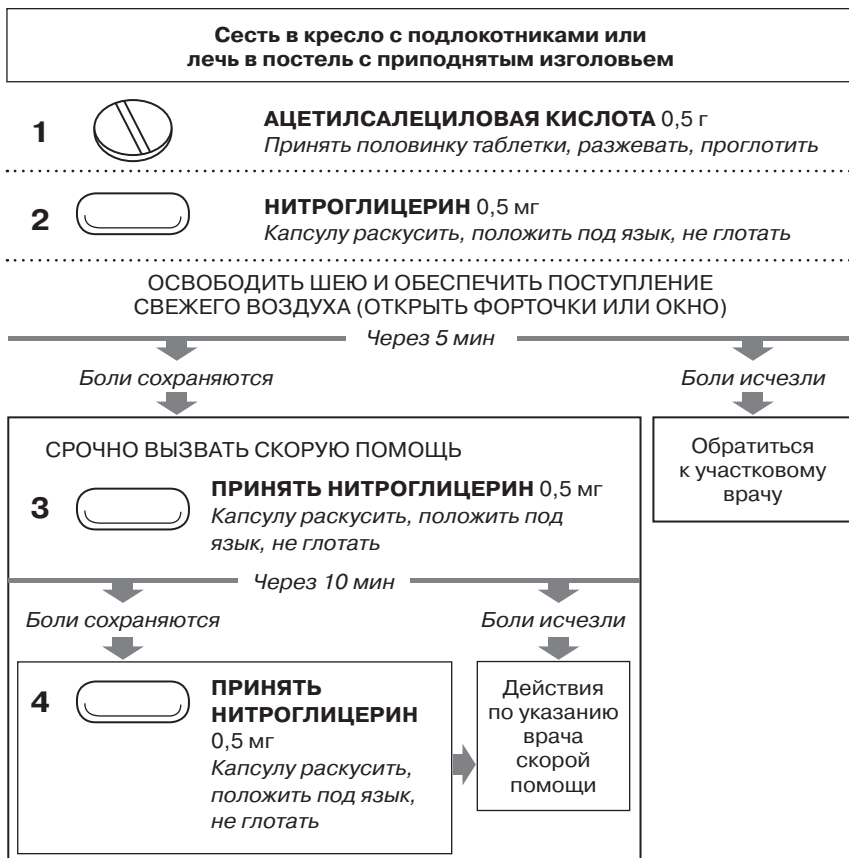 Сесть в кресло с подлокотниками или
лечь в постель с приподнятым изголовьем
1
АЦЕТИЛСАЛЕЦИЛОВАЯ КИСЛОТА 0,5 г
Принять половинку таблетки, разжевать, проглотить
2
НИТРОГЛИЦЕРИН 0,5 мг
Капсулу раскусить, положить под язык, не глотать
ОСВОБОДИТЬ ШЕЮ И ОБЕСПЕЧИТЬ ПОСТУПЛЕНИЕ
СВЕЖЕГО ВОЗДУХА (ОТКРЫТЬ ФОРТОЧКИ ИЛИ ОКНО)
Через 5 мин
Боли сохраняются
Боли исчезли
СРОЧНО ВЫЗВАТЬ СКОРУЮ ПОМОЩЬ
3
ПРИНЯТЬ НИТРОГЛИЦЕРИН 0,5 мг
Капсулу раскусить, положить под
язык, не глотать
Обратиться
к участковому
врачу
Через 10 мин
Боли сохраняются
Боли исчезли
4
ПРИНЯТЬ
НИТРОГЛИЦЕРИН
0,5 мг
Капсулу раскусить,
положить под язык,
не глотать
Действия
по указанию
врача
скорой
помощи